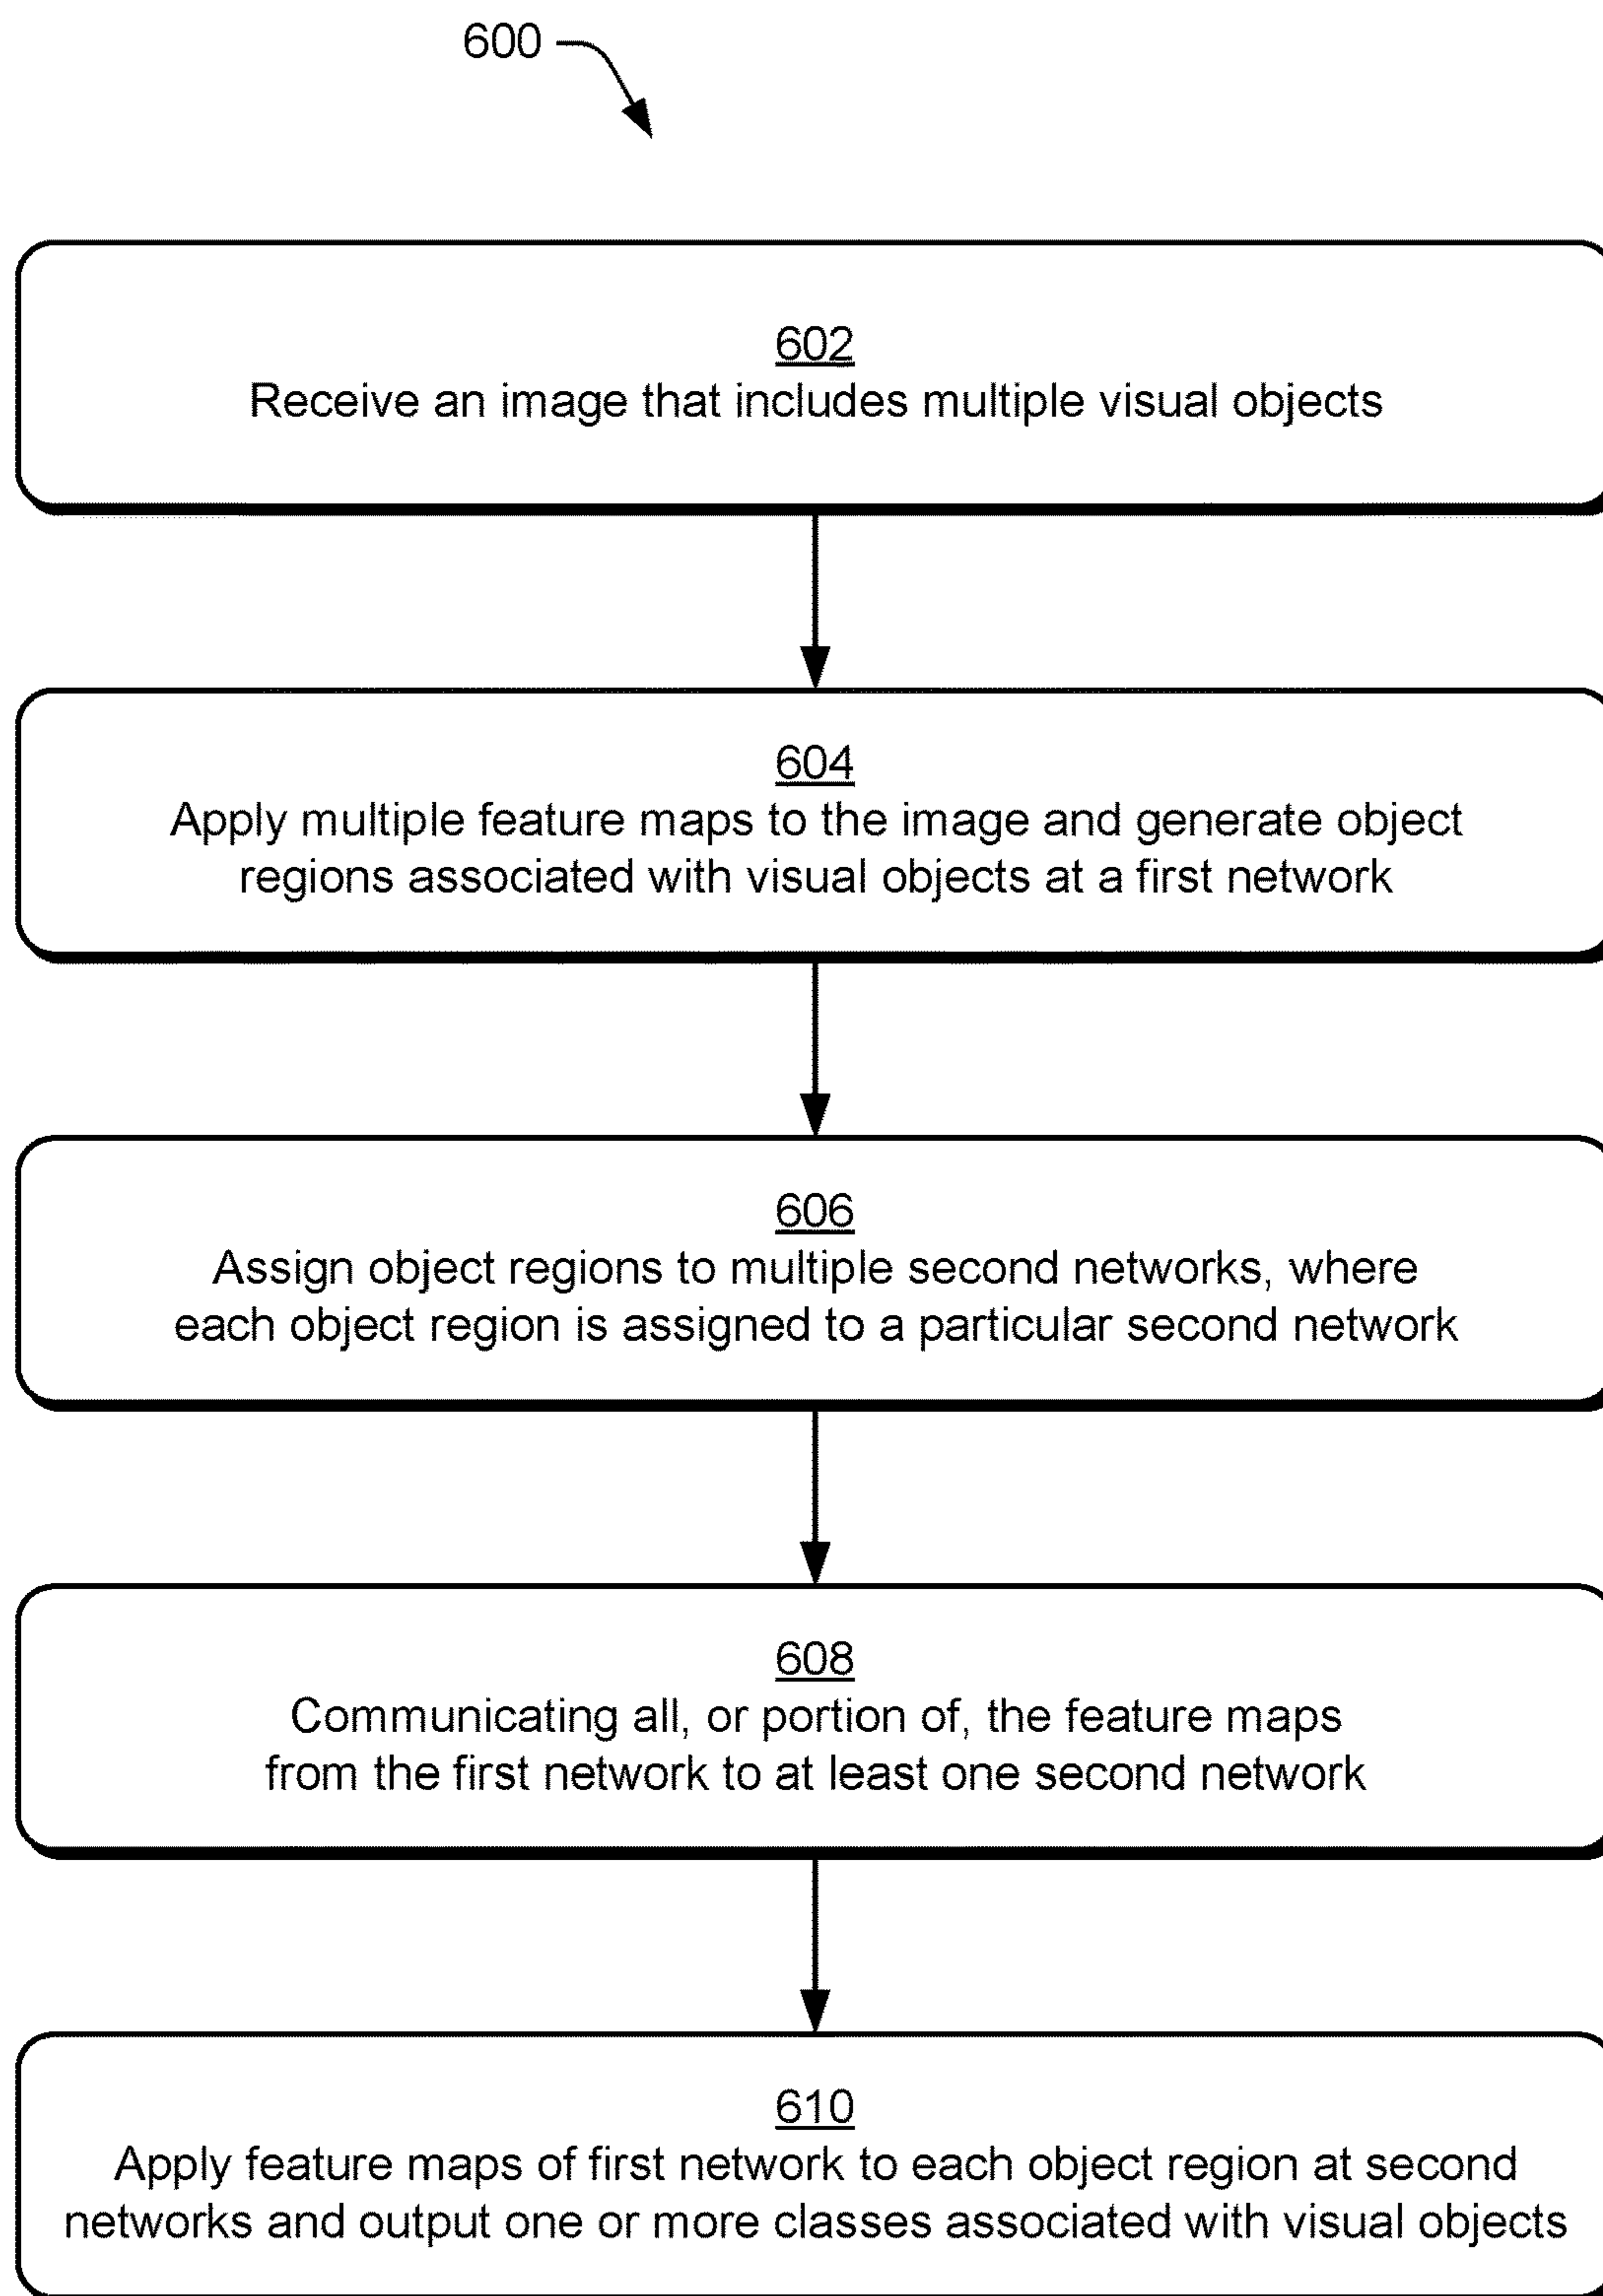 600
602
Receive an image that includes multiple visual objects
604
Apply multiple feature maps to the image and generate object
regions associated with visual objects at a first network
606
Assign object regions to multiple second networks, where
each object region is assigned to a particular second network
608
Communicating all, or portion of, the feature maps
from the first network to at least one second network
610
Apply feature maps of first network to each object region at second
networks and output one or more classes associated with visual objects